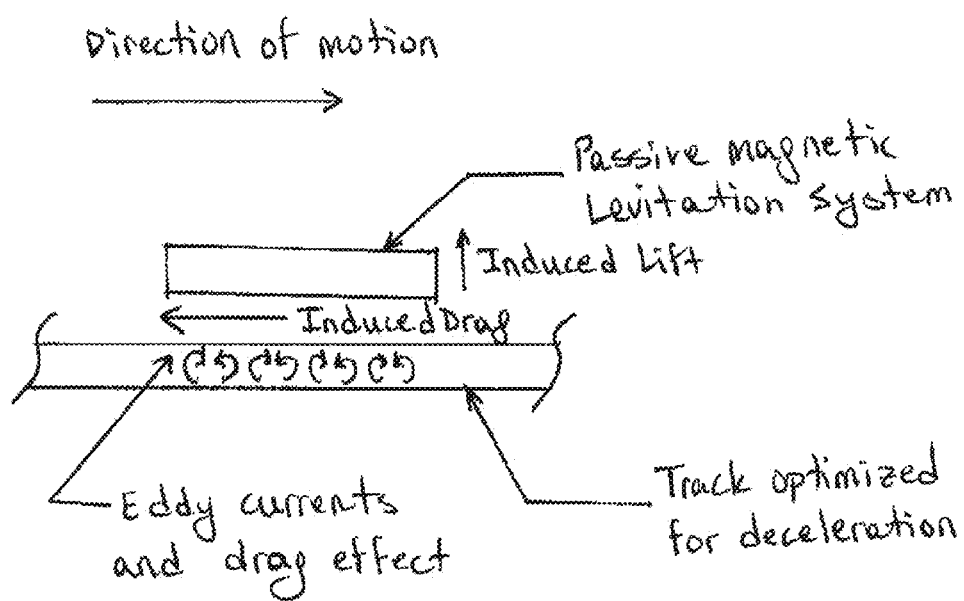 Direction of motion
Passive magnetic
Levitation system
Induced Lift
Induced Drag
Eddy currents
and drag effect
Track optimized
for deceleration